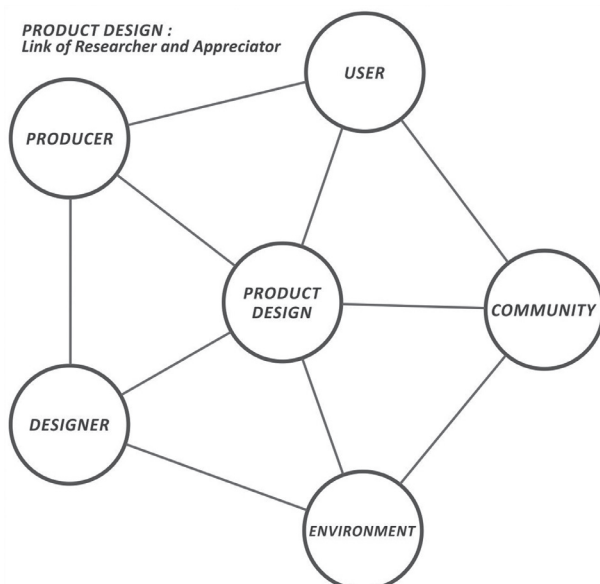 PRODUCT DESIGN :
Link of Researcher and Appreciator
USER
PRODUCER
PRODUCT
DESIGN
COMMUNITY
DESIGNER
ENVIRONMENT